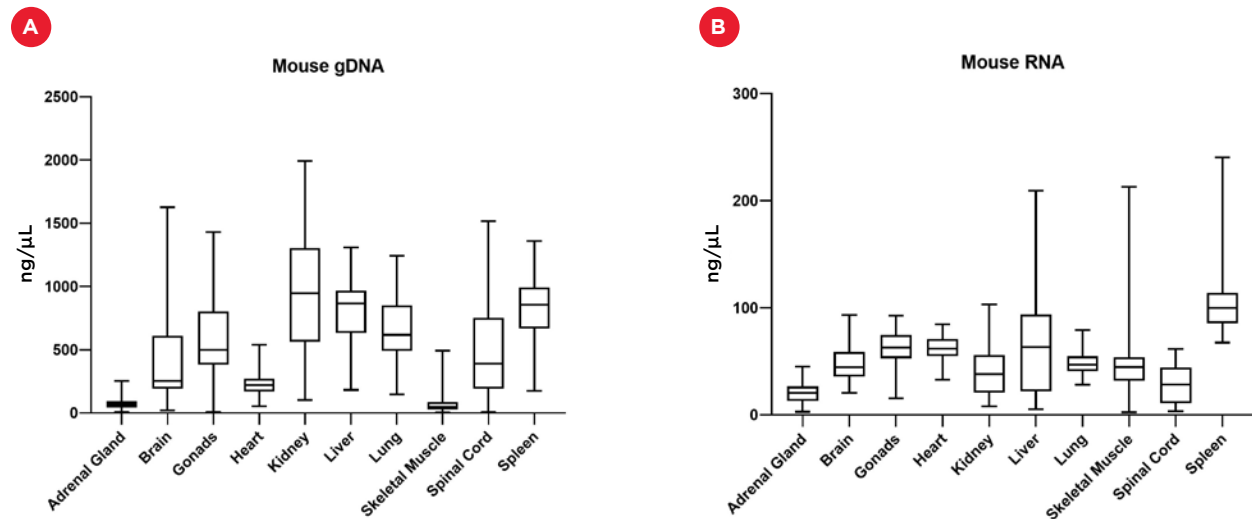 A
Mouse gDNA
ng/µL
2500
2000
1500
1000
500
0
Adrenal Gland
Brain
Gonads
Heart
Kidney
Liver
Lung
Skeletal Muscle
Spinal Cord
Spleen
B
Mouse RNA
ng/µL
300
200
100
0
Adrenal Gland
Brain
Gonads
Heart
Kidney
Liver
Lung
Skeletal Muscle
Spinal Cord
Spleen